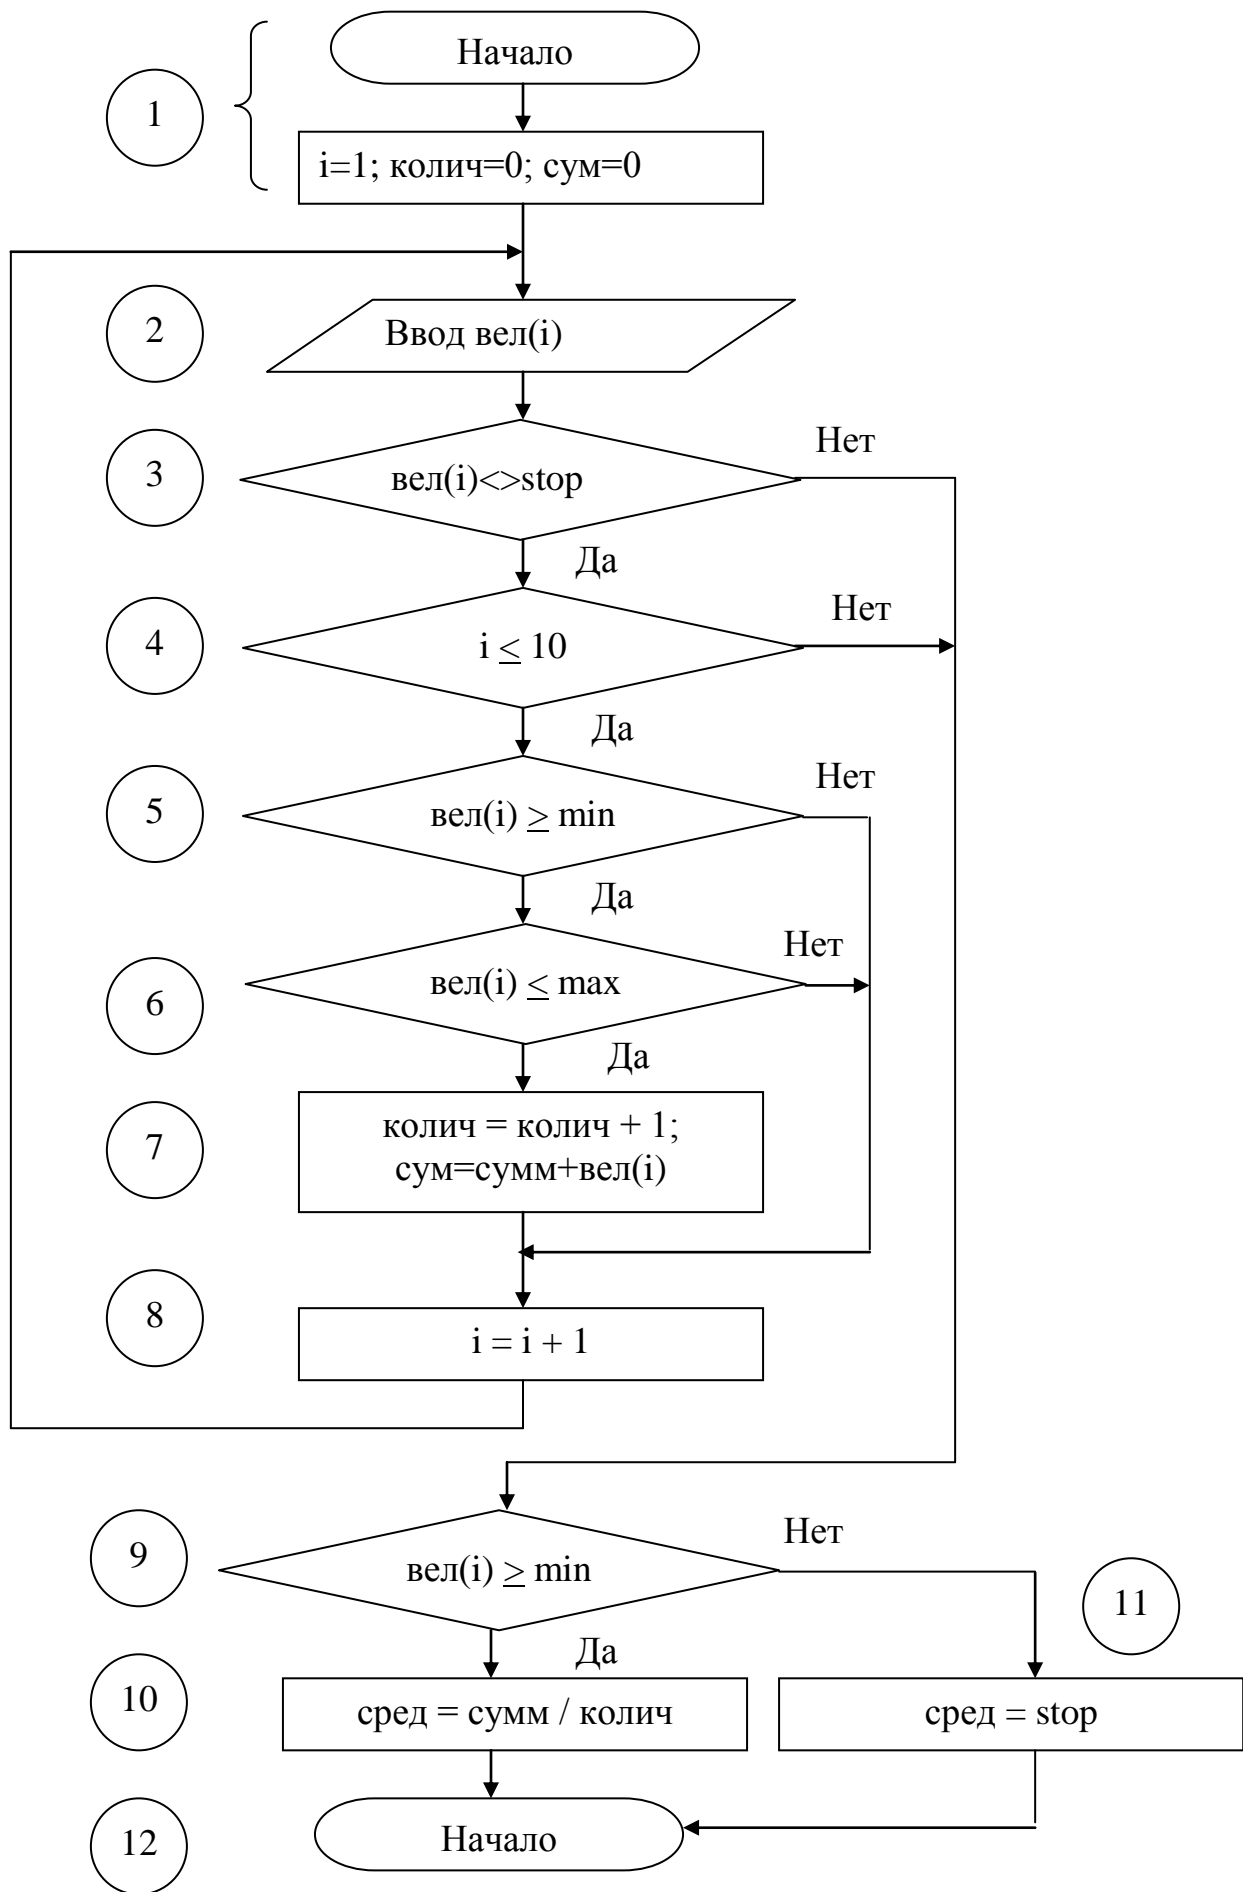 Начало
1
i=1; колич=0; сум=0
2
Ввод вел(i)
Нет
3
вел(i)<>stop
Да
Нет
4
i ≤ 10
Да
Нет
5
вел(i) ≥ min
Да
Нет
6
вел(i) ≤ max
Да
7
колич = колич + 1;
сум=сумм+вел(i)
8
i = i + 1
Нет
9
вел(i) ≥ min
11
Да
10
сред = сумм / колич
сред = stop
12
Начало